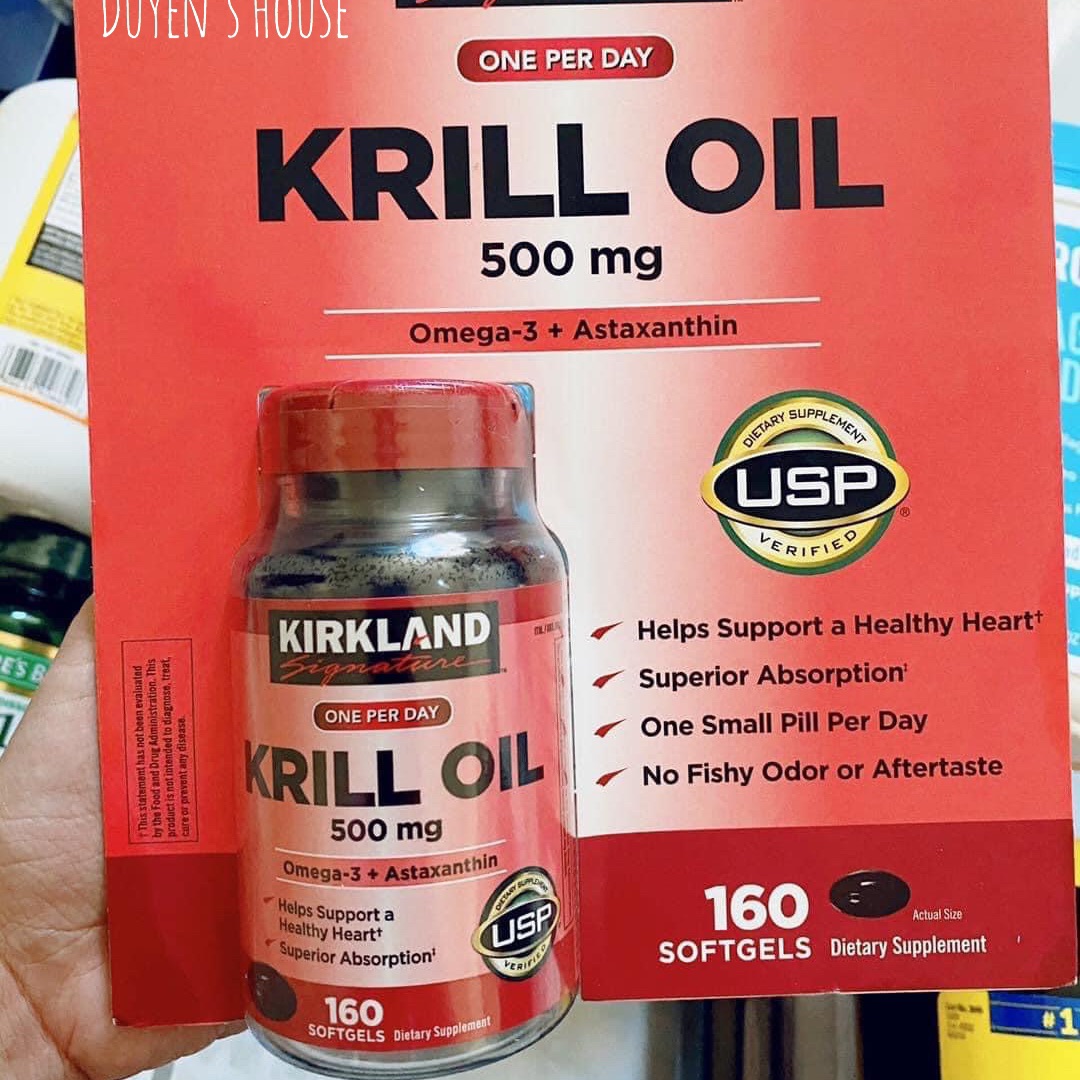 DUYEN'S HOUSE
ONE PER DAY
KRILL OIL
500 mg
Omega-3 + Astaxanthin
DIETARY SUPPLEMENT
USP
VERIFIED
Helps Support a Healthy Heart†
Superior Absorption‡
One Small Pill Per Day
No Fishy Odor or Aftertaste
160
SOFTGELS
Actual Size
Dietary Supplement
† This statement has not been evaluated
by the Food and Drug Administration. This
product is not intended to diagnose, treat,
cure or prevent any disease.
KIRKLAND
Signature
ONE PER DAY
KRILL OIL
500 mg
Omega-3 + Astaxanthin
Helps Support a
Healthy Heart†
Superior Absorption‡
DIETARY SUPPLEMENT
USP
VERIFIED
160
SOFTGELS Dietary Supplement
#1